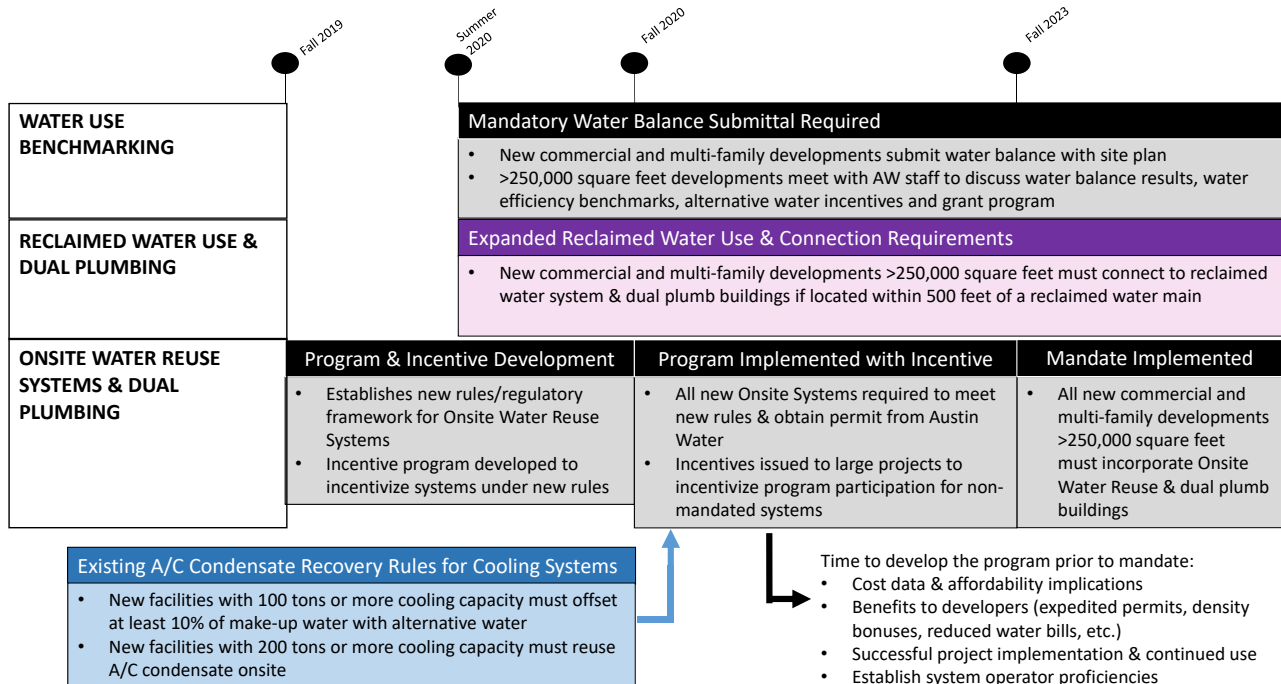 Fall 2019
Summer
2020
Fall 2020
Fall 2023
WATER USE
BENCHMARKING
Mandatory Water Balance Submittal Required
• New commercial and multi-family developments submit water balance with site plan
• >250,000 square feet developments meet with AW staff to discuss water balance results, water
efficiency benchmarks, alternative water incentives and grant program
RECLAIMED WATER USE &
DUAL PLUMBING
Expanded Reclaimed Water Use & Connection Requirements
• New commercial and multi-family developments >250,000 square feet must connect to reclaimed
water system & dual plumb buildings if located within 500 feet of a reclaimed water main
ONSITE WATER REUSE
SYSTEMS & DUAL
PLUMBING
Program & Incentive Development
• Establishes new rules/regulatory
framework for Onsite Water Reuse
Systems
• Incentive program developed to
incentivize systems under new rules
Program Implemented with Incentive
• All new Onsite Systems required to meet
new rules & obtain permit from Austin
Water
• Incentives issued to large projects to
incentivize program participation for non-
mandated systems
Mandate Implemented
• All new commercial and
multi-family developments
>250,000 square feet
must incorporate Onsite
Water Reuse & dual plumb
buildings
Existing A/C Condensate Recovery Rules for Cooling Systems
• New facilities with 100 tons or more cooling capacity must offset
at least 10% of make-up water with alternative water
• New facilities with 200 tons or more cooling capacity must reuse
A/C condensate onsite
Time to develop the program prior to mandate:
• Cost data & affordability implications
• Benefits to developers (expedited permits, density
bonuses, reduced water bills, etc.)
• Successful project implementation & continued use
• Establish system operator proficiencies